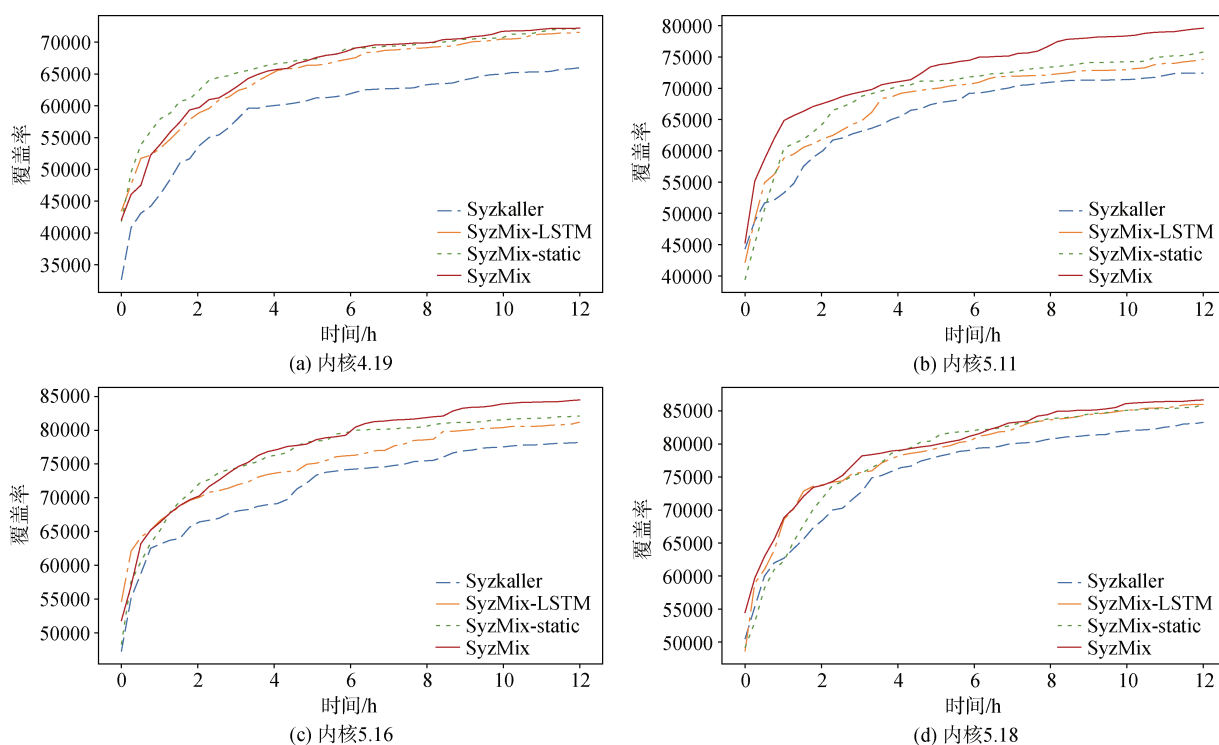 70000
65000
60000
55000
50000
45000
40000
35000
覆盖率
Syzkaller
SyzMix-LSTM
SyzMix-static
SyzMix
0 2 4 6 8 10 12
时间/h
(a) 内核4.19
80000
75000
70000
65000
60000
55000
50000
45000
40000
覆盖率
Syzkaller
SyzMix-LSTM
SyzMix-static
SyzMix
0 2 4 6 8 10 12
时间/h
(b) 内核5.11
85000
80000
75000
70000
65000
60000
55000
50000
覆盖率
Syzkaller
SyzMix-LSTM
SyzMix-static
SyzMix
0 2 4 6 8 10 12
时间/h
(c) 内核5.16
85000
80000
75000
70000
65000
60000
55000
50000
覆盖率
Syzkaller
SyzMix-LSTM
SyzMix-static
SyzMix
0 2 4 6 8 10 12
时间/h
(d) 内核5.18